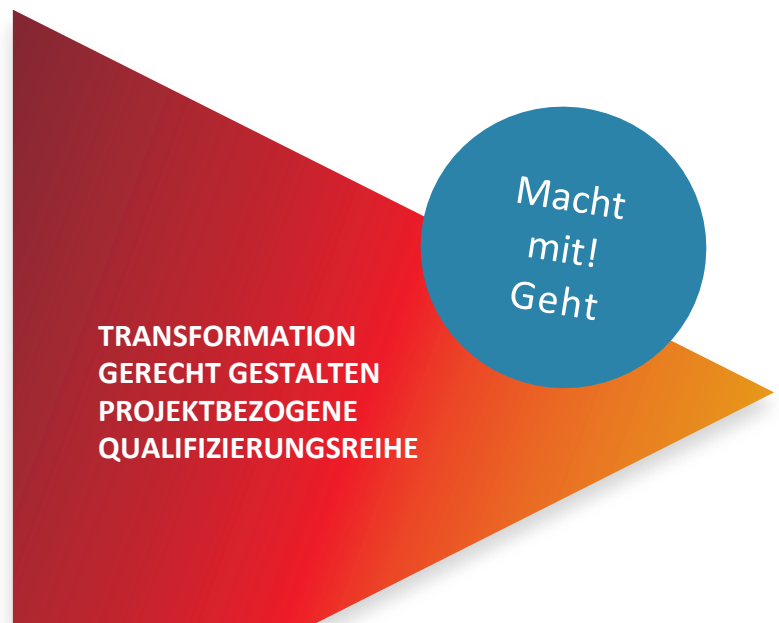 Macht
mit!
Geht
TRANSFORMATION
GERECHT GESTALTEN
PROJEKTBEZOGENE
QUALIFIZIERUNGSREIHE